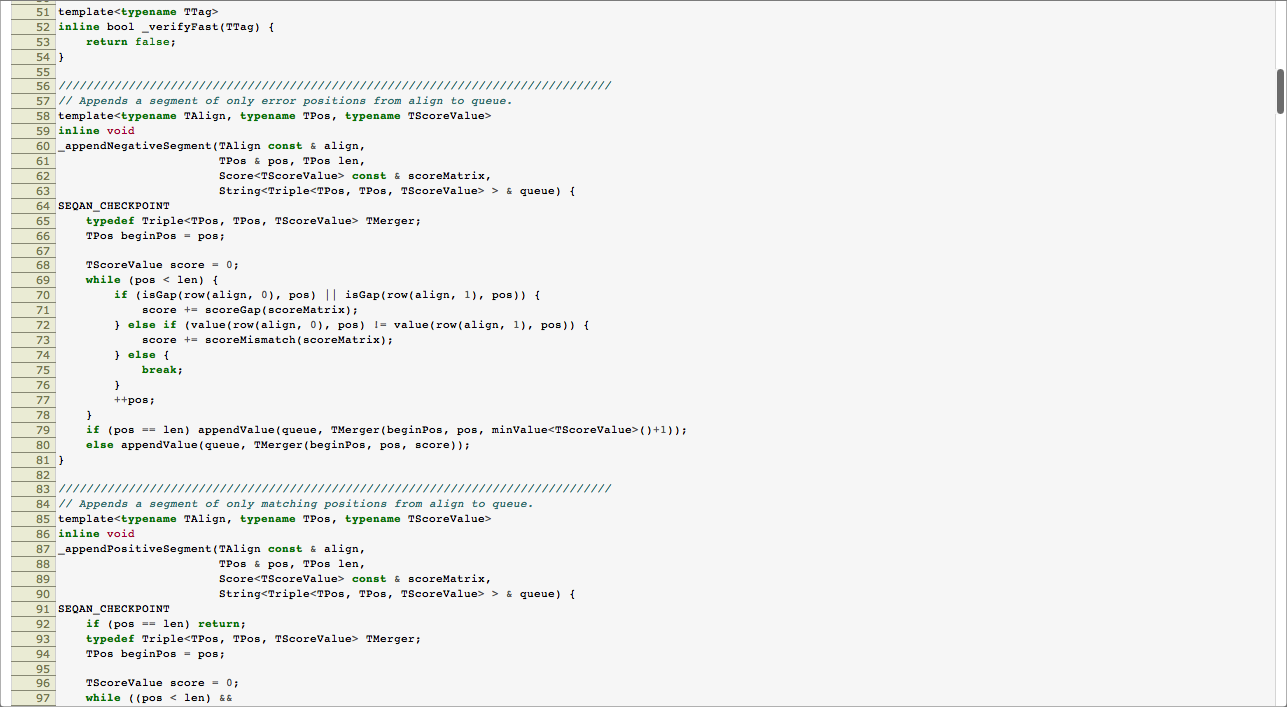 51 template<typename TTag>
52 inline bool _verifyFast(TTag) {
53     return false;
54 }
55
56 ///////////////////////////////////////////////////////////////////////////////
57 // Appends a segment of only error positions from align to queue.
58 template<typename TAlign, typename TPos, typename TScoreValue>
59 inline void
60 _appendNegativeSegment(TAlign const & align,
61                        TPos & pos, TPos len,
62                        Score<TScoreValue> const & scoreMatrix,
63                        String<Triple<TPos, TPos, TScoreValue> > & queue) {
64 SEQAN_CHECKPOINT
65     typedef Triple<TPos, TPos, TScoreValue> TMerger;
66     TPos beginPos = pos;
67
68     TScoreValue score = 0;
69     while (pos < len) {
70         if (isGap(row(align, 0), pos) || isGap(row(align, 1), pos)) {
71             score += scoreGap(scoreMatrix);
72         } else if (value(row(align, 0), pos) != value(row(align, 1), pos)) {
73             score += scoreMismatch(scoreMatrix);
74         } else {
75             break;
76         }
77         ++pos;
78     }
79     if (pos == len) appendValue(queue, TMerger(beginPos, pos, minValue<TScoreValue>()+1));
80     else appendValue(queue, TMerger(beginPos, pos, score));
81 }
82
83 ///////////////////////////////////////////////////////////////////////////////
84 // Appends a segment of only matching positions from align to queue.
85 template<typename TAlign, typename TPos, typename TScoreValue>
86 inline void
87 _appendPositiveSegment(TAlign const & align,
88                        TPos & pos, TPos len,
89                        Score<TScoreValue> const & scoreMatrix,
90                        String<Triple<TPos, TPos, TScoreValue> > & queue) {
91 SEQAN_CHECKPOINT
92     if (pos == len) return;
93     typedef Triple<TPos, TPos, TScoreValue> TMerger;
94     TPos beginPos = pos;
95
96     TScoreValue score = 0;
97     while ((pos < len) &&